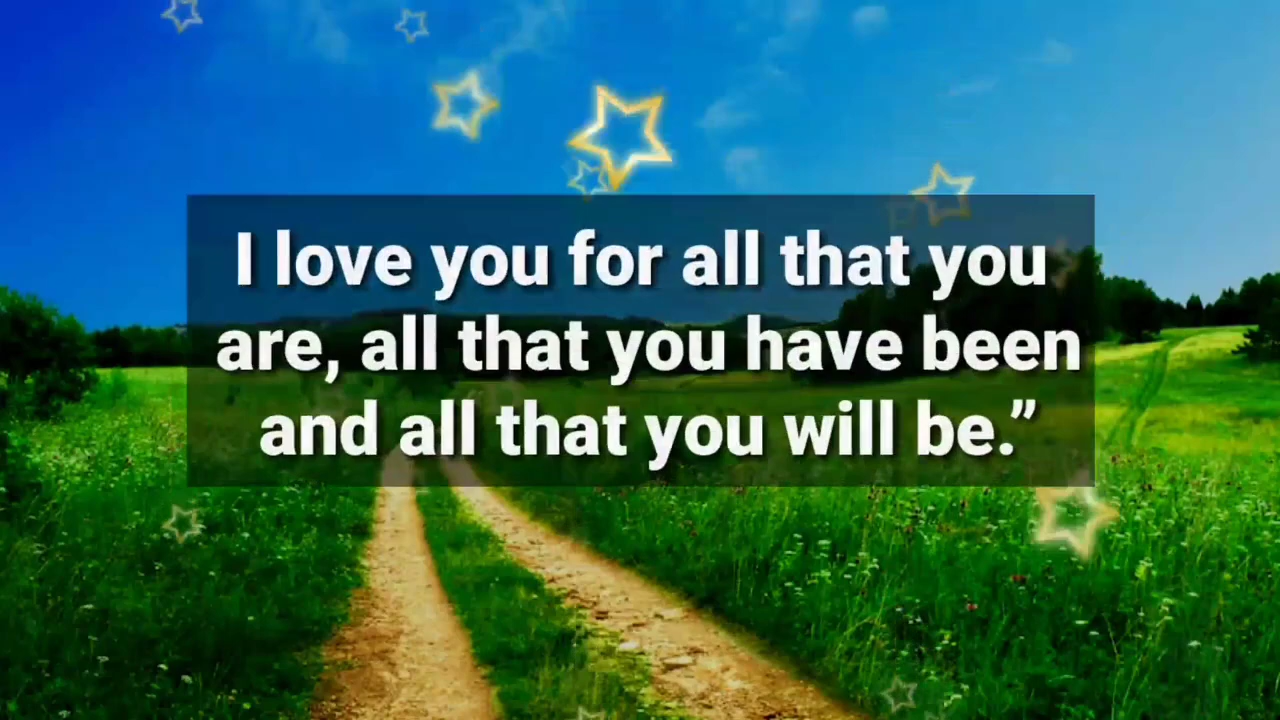 I love you for all that you
are, all that you have been
and all that you will be.”